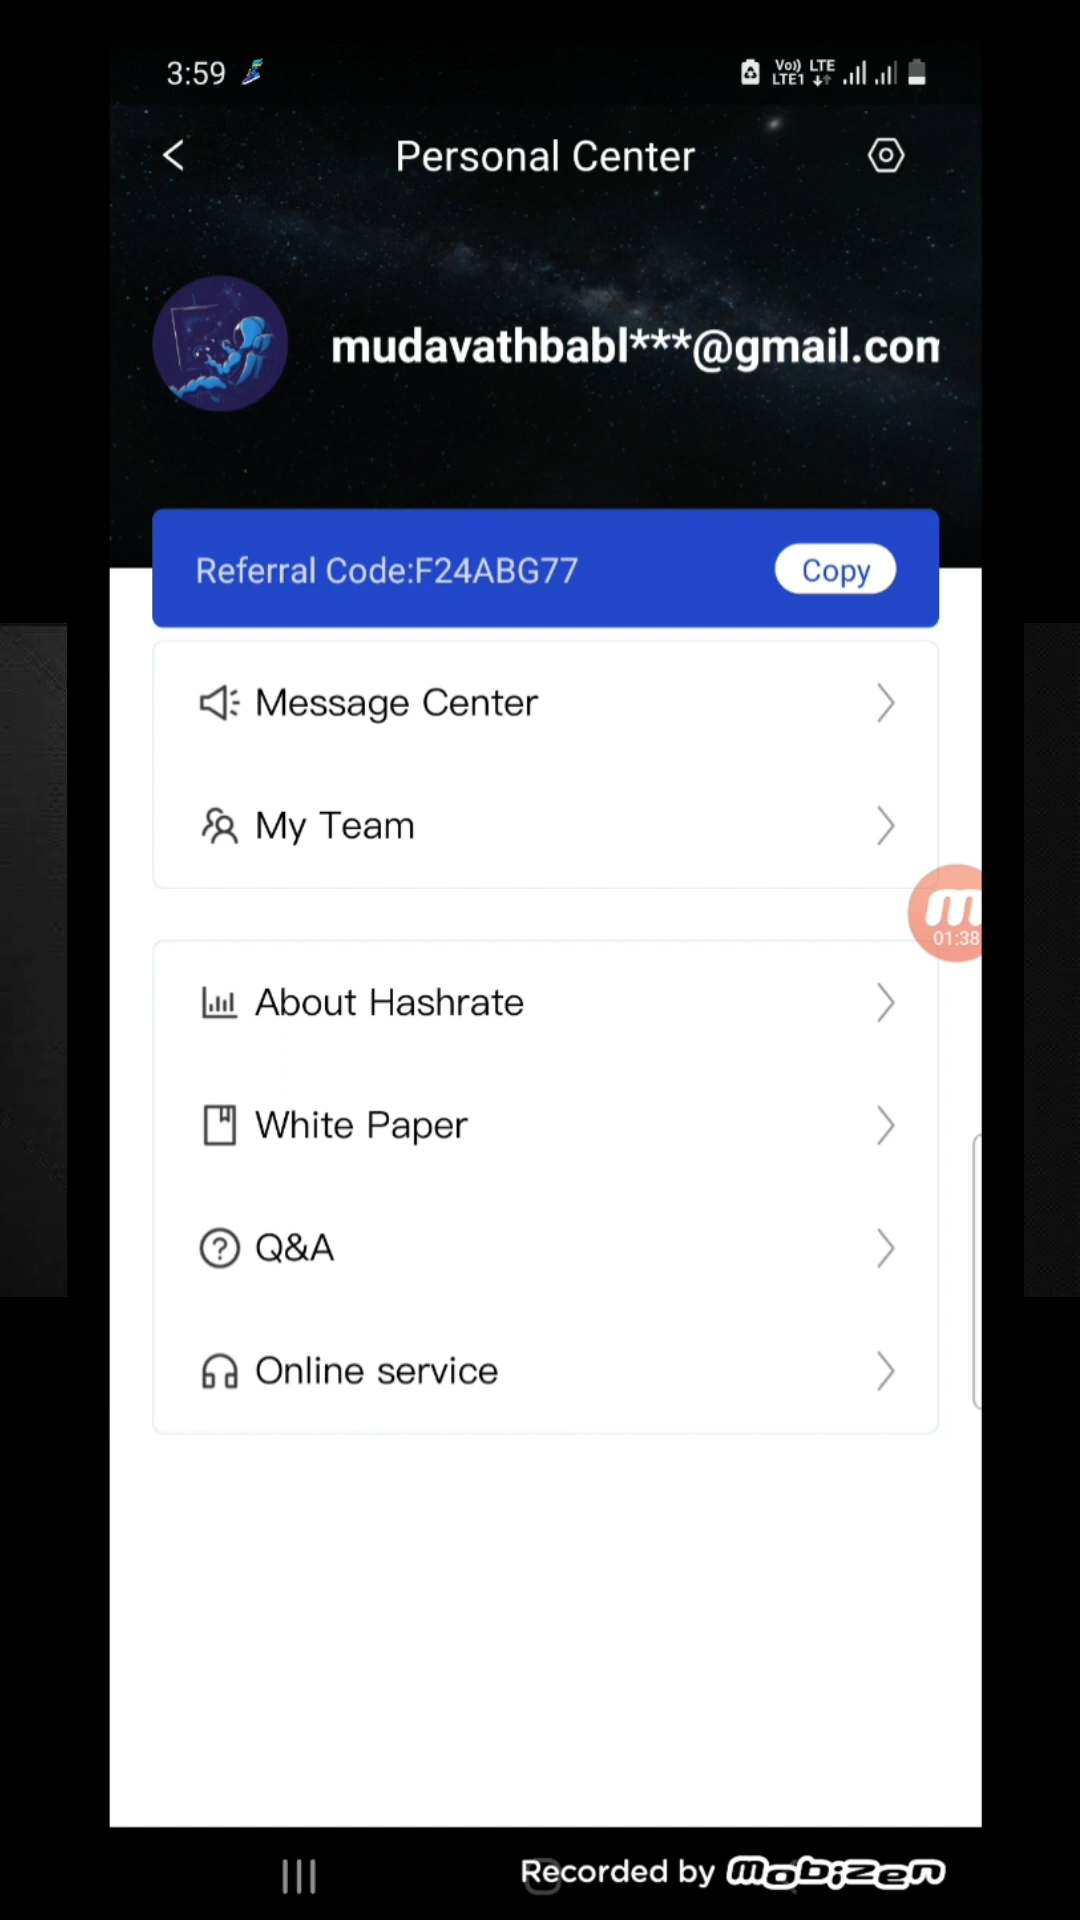 3:59
Vo)) LTE
LTE1
Personal Center
mudavathbabl***@gmail.con
Referral Code:F24ABG77
Copy
Message Center
My Team
m
01:38
About Hashrate
White Paper
Q&A
Online service
Recorded by Mobizen